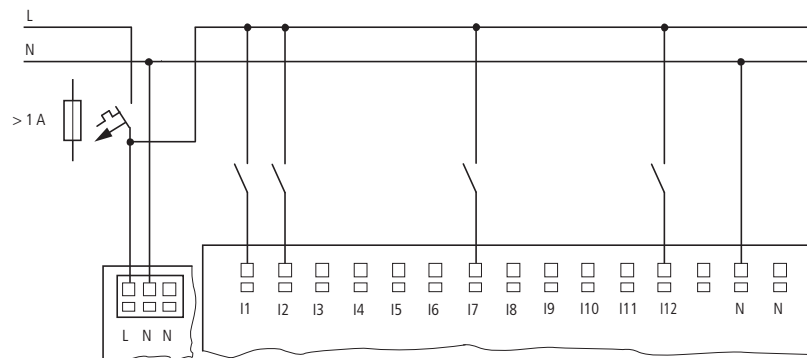 L
N
> 1 A
I1 I2 I3 I4 I5 I6 I7 I8 I9 I10 I11 I12 N N
L N N